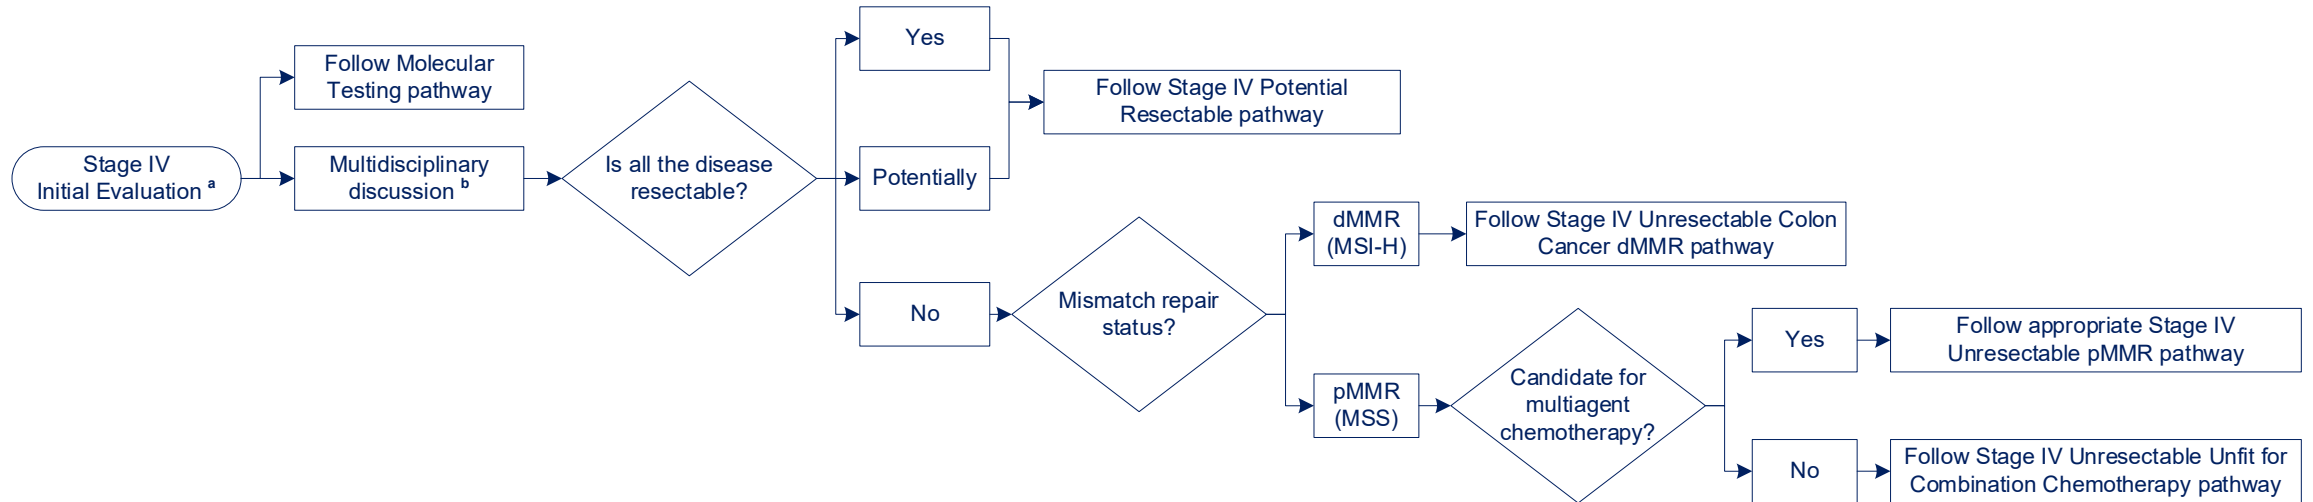 Stage IV
Initial Evaluation a
Follow Molecular
Testing pathway
Multidisciplinary
discussion b
Is all the disease
resectable?
Yes
Potentially
No
Follow Stage IV Potential
Resectable pathway
Mismatch repair
status?
dMMR
(MSI-H)
Follow Stage IV Unresectable Colon
Cancer dMMR pathway
pMMR
(MSS)
Candidate for
multiagent
chemotherapy?
Yes
Follow appropriate Stage IV
Unresectable pMMR pathway
No
Follow Stage IV Unresectable Unfit for
Combination Chemotherapy pathway